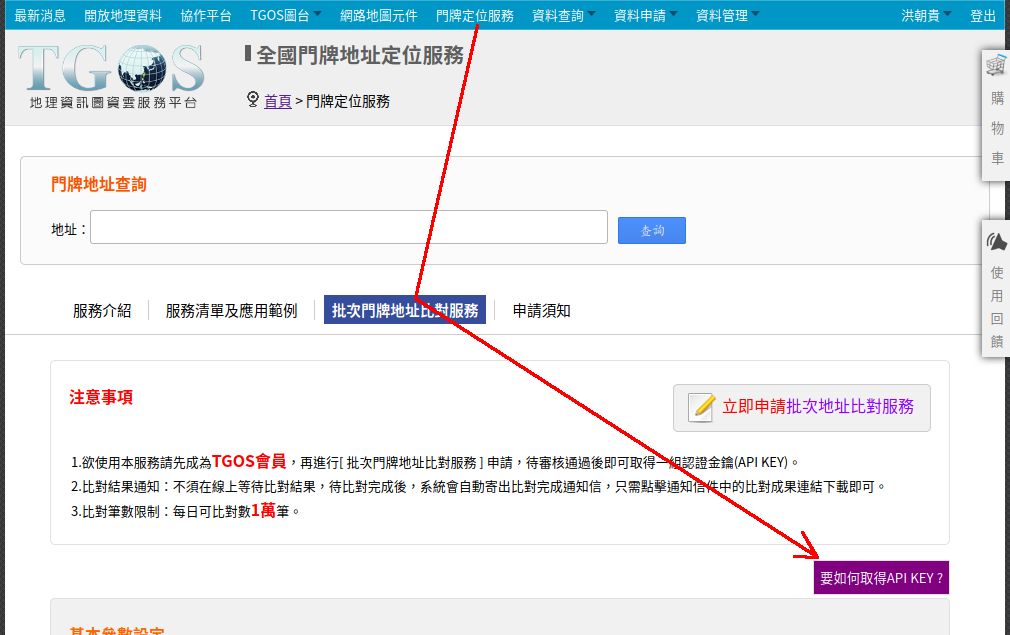 最新消息 開放地理資料 協作平台 TGOS圖台 網路地圖元件 門牌定位服務 資料查詢 資料申請 資料管理 洪朝貴 登出
TGOS
地理資訊圖資雲服務平台
全國門牌地址定位服務
首頁 > 門牌定位服務
購物車
門牌地址查詢
地址： 查詢
使用回饋
服務介紹 服務清單及應用範例 批次門牌地址比對服務 申請須知
注意事項
立即申請批次地址比對服務
1.欲使用本服務請先成為TGOS會員，再進行[ 批次門牌地址比對服務 ] 申請，待審核通過後即可取得一組認證金鑰(API KEY)。
2.比對結果通知：不須在線上等待比對結果，待比對完成後，系統會自動寄出比對完成通知信，只需點擊通知信件中的比對成果連結下載即可。
3.比對筆數限制：每日可比對數1萬筆。
要如何取得API KEY ?
基本參數設定